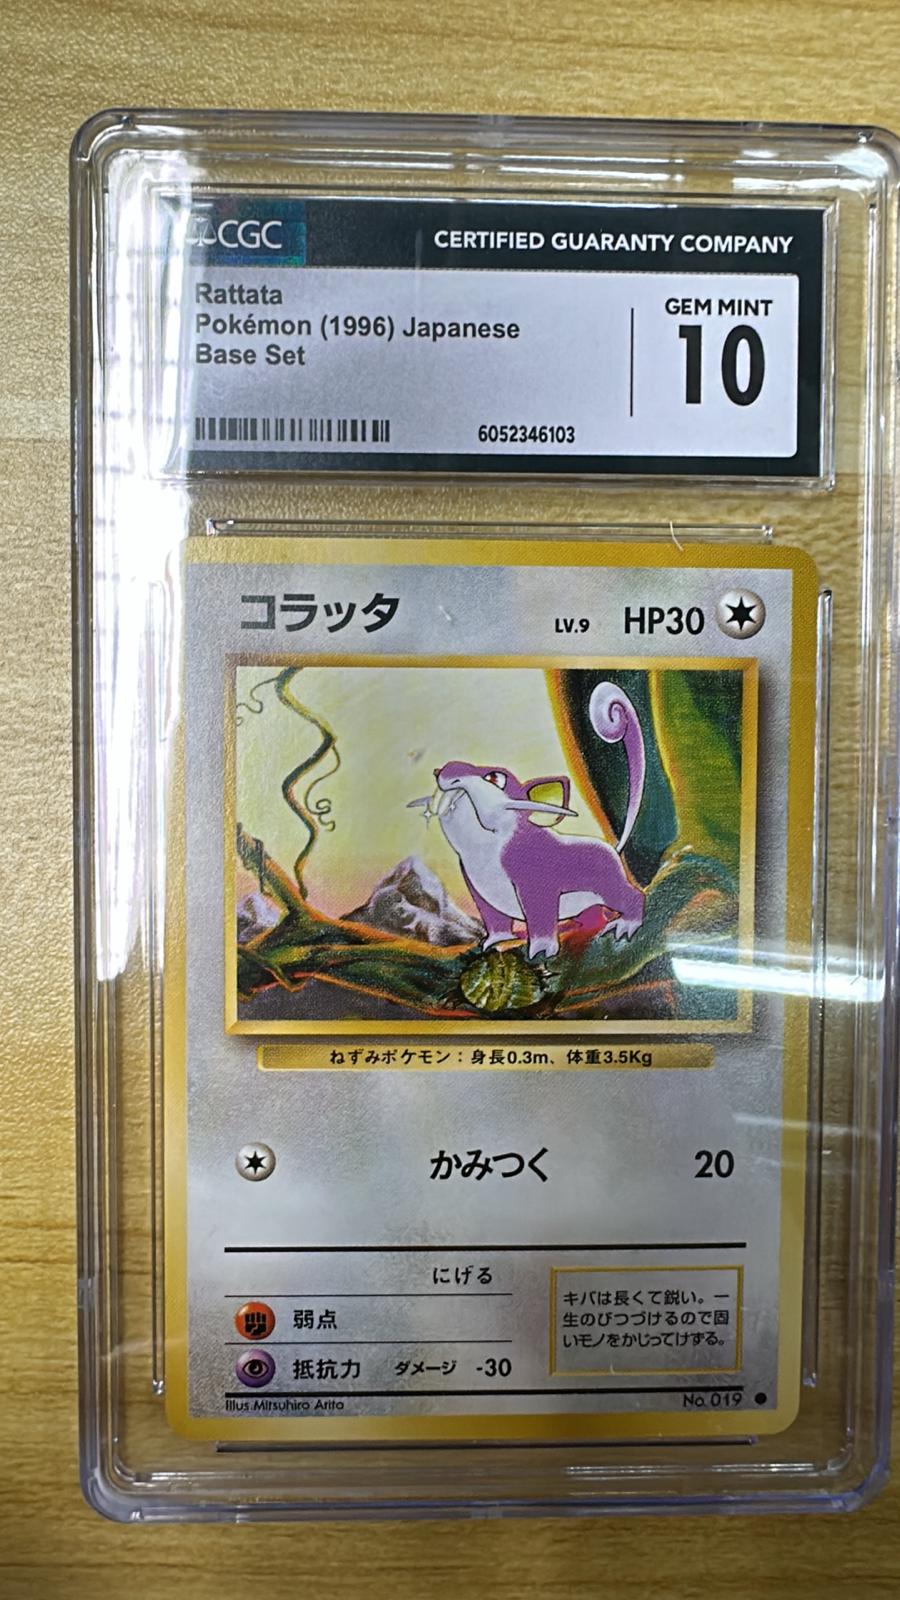 CGC
CERTIFIED GUARANTY COMPANY
Rattata
Pokémon (1996) Japanese
Base Set
GEM MINT
10
6052346103
コラッタ LV.9 HP30
ねずみポケモン：身長0.3m、体重3.5Kg
かみつく 20
にげる
弱点
抵抗力 ダメージ -30
キバは長くて鋭い。一
生のびつづけるので固
いモノをかじってけずる。
Illus.Mitsuhiro Arita
No.019 ●